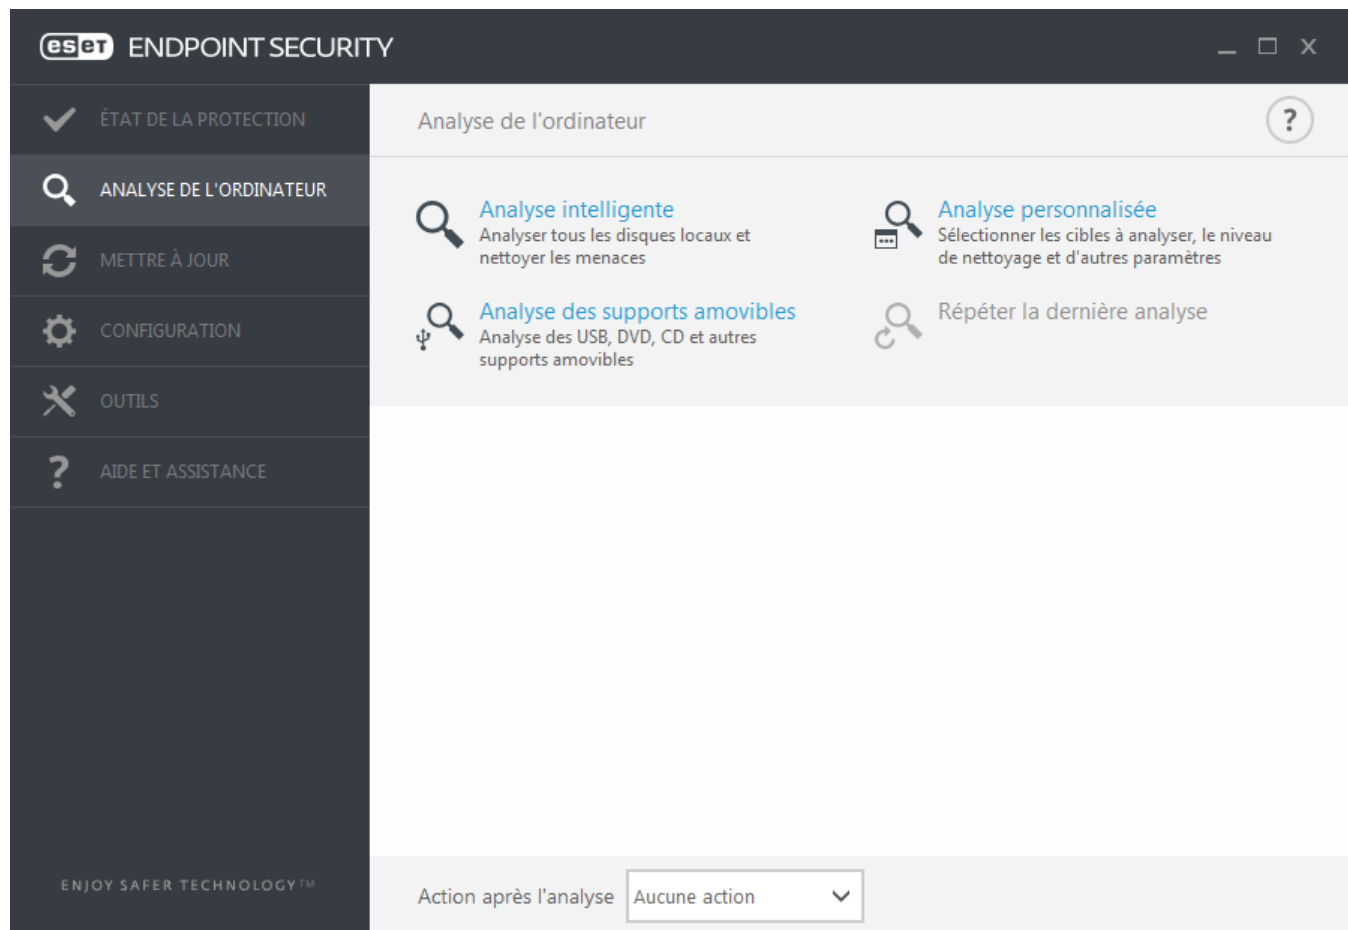 eseT ENDPOINT SECURITY
ÉTAT DE LA PROTECTION
ANALYSE DE L'ORDINATEUR
METTRE À JOUR
CONFIGURATION
OUTILS
? AIDE ET ASSISTANCE
ENJOY SAFER TECHNOLOGY™
Analyse de l'ordinateur
?
Analyse intelligente
Analyser tous les disques locaux et
nettoyer les menaces
Analyse personnalisée
Sélectionner les cibles à analyser, le niveau
de nettoyage et d'autres paramètres
Analyse des supports amovibles
Analyse des USB, DVD, CD et autres
supports amovibles
Répéter la dernière analyse
Action après l'analyse Aucune action